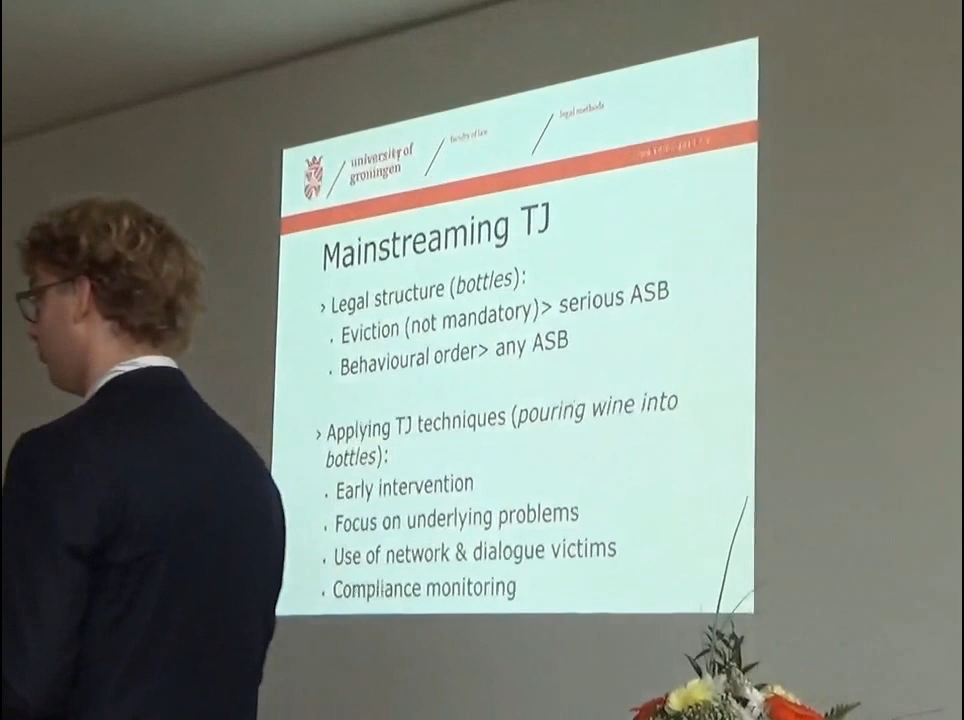 university of
groningen
faculty of law
legal methods
Mainstreaming TJ
› Legal structure (bottles):
. Eviction (not mandatory)> serious ASB
. Behavioural order> any ASB
› Applying TJ techniques (pouring wine into
bottles):
. Early intervention
. Focus on underlying problems
. Use of network & dialogue victims
. Compliance monitoring